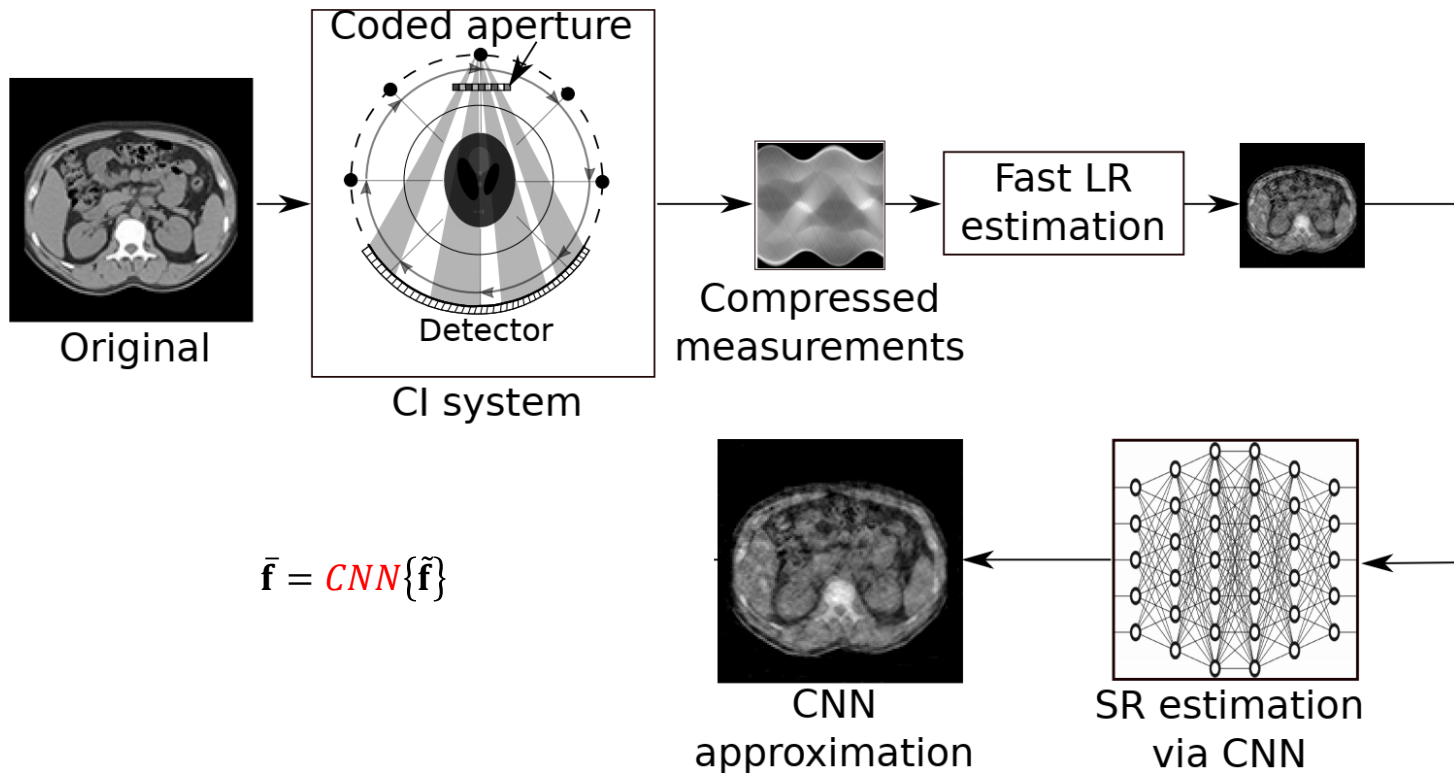 Coded aperture
Detector
Original
CI system
Compressed
measurements
Fast LR
estimation
f̄ = CNN{f̃}
CNN
approximation
SR estimation
via CNN